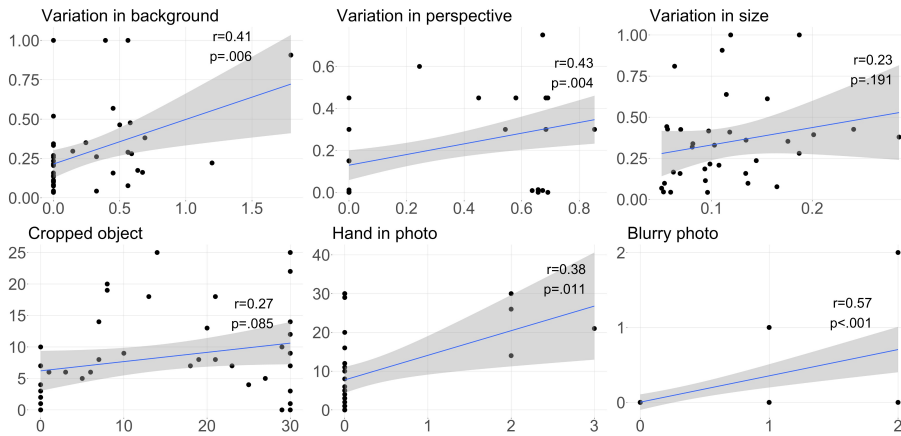 Variation in background
r=0.41
p=.006
1.00
0.75
0.50
0.25
0.00
0.0 0.5 1.0 1.5
Variation in perspective
r=0.43
p=.004
0.6
0.4
0.2
0.0
0.0 0.2 0.4 0.6 0.8
Variation in size
r=0.23
p=.191
1.00
0.75
0.50
0.25
0.00
0.1 0.2
Cropped object
r=0.27
p=.085
25
20
15
10
5
0
0 10 20 30
Hand in photo
r=0.38
p=.011
40
30
20
10
0
0 1 2 3
Blurry photo
r=0.57
p<.001
2
1
0
0 1 2